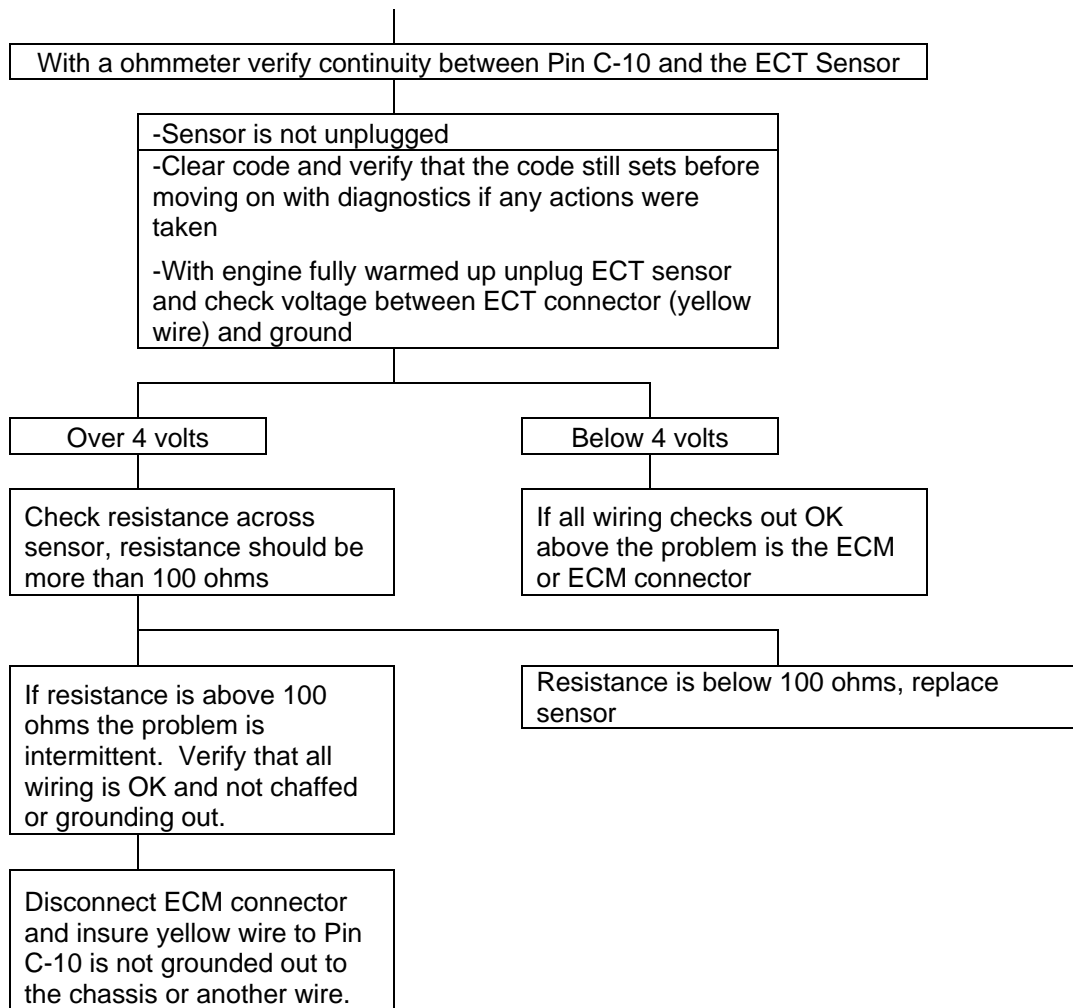 With a ohmmeter verify continuity between Pin C-10 and the ECT Sensor
-Sensor is not unplugged
-Clear code and verify that the code still sets before
moving on with diagnostics if any actions were
taken
-With engine fully warmed up unplug ECT sensor
and check voltage between ECT connector (yellow
wire) and ground
Over 4 volts
Below 4 volts
Check resistance across
sensor, resistance should be
more than 100 ohms
If all wiring checks out OK
above the problem is the ECM
or ECM connector
If resistance is above 100
ohms the problem is
intermittent.  Verify that all
wiring is OK and not chaffed
or grounding out.
Resistance is below 100 ohms, replace
sensor
Disconnect ECM connector
and insure yellow wire to Pin
C-10 is not grounded out to
the chassis or another wire.